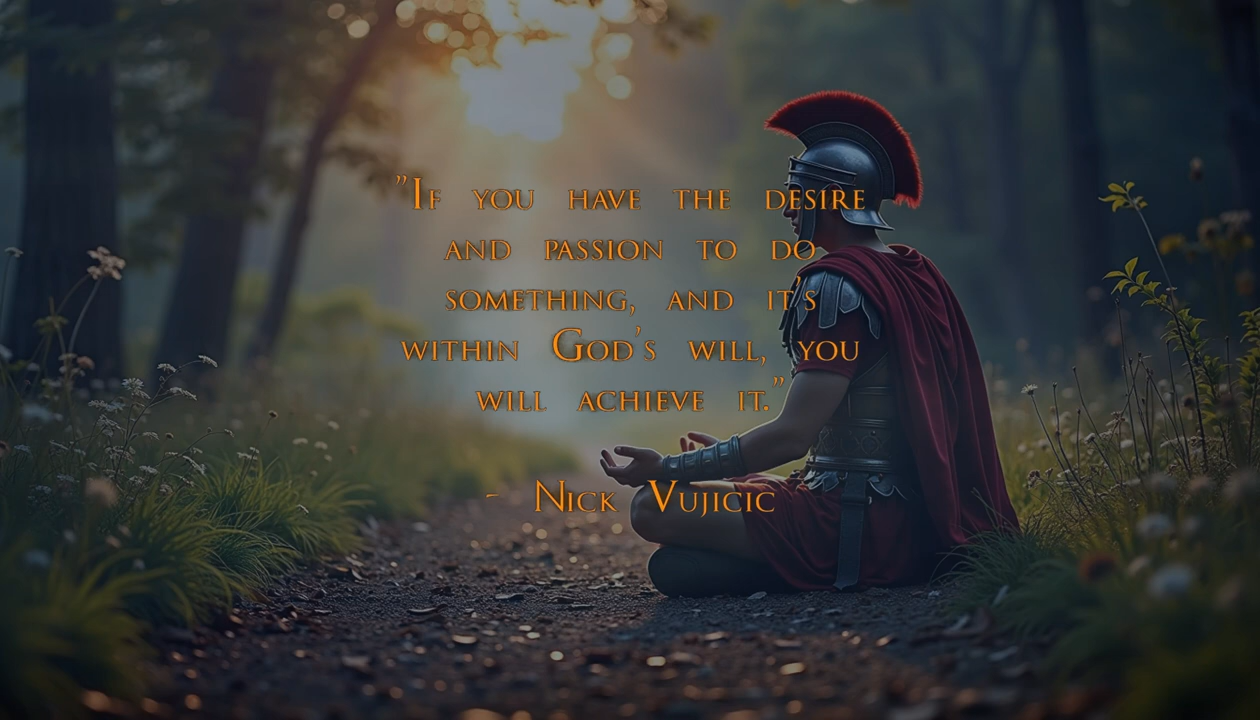 "If you have the desire
and passion to do
something, and it's
within God's will, you
will achieve it."
- Nick Vujicic